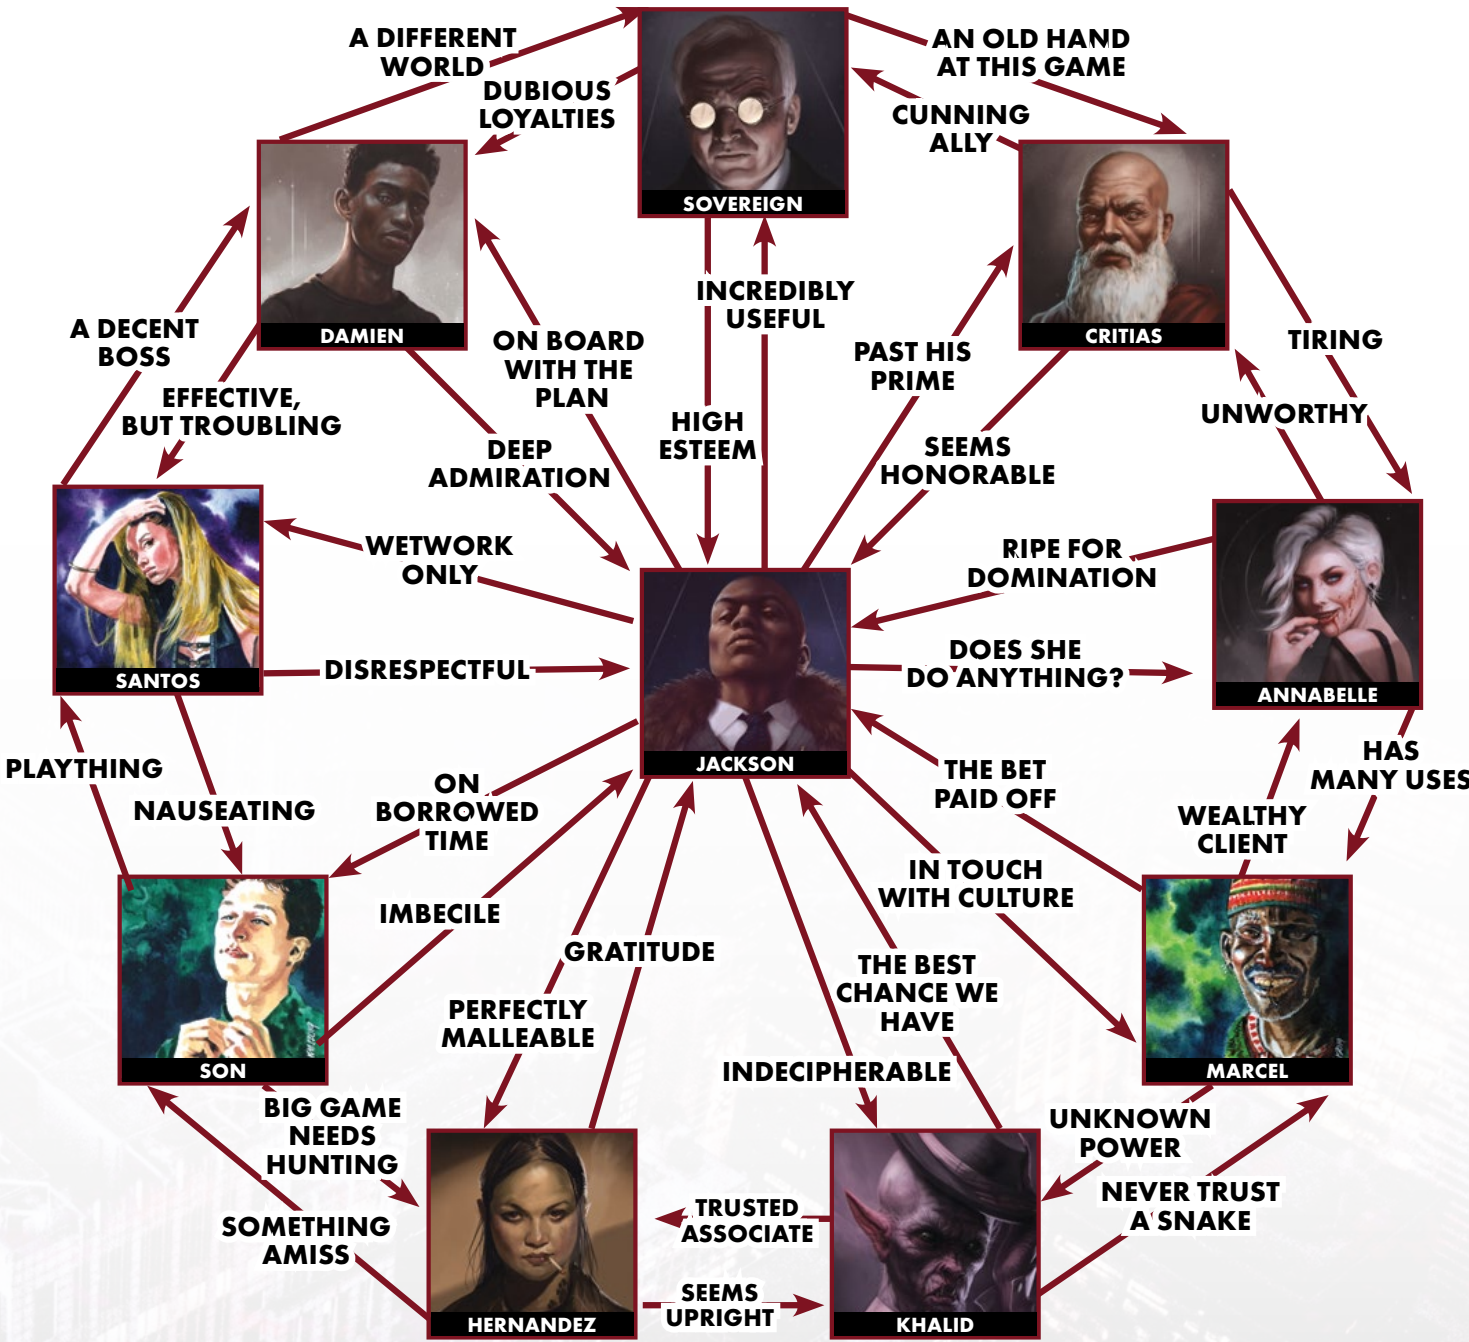 A DIFFERENT
WORLD
AN OLD HAND
AT THIS GAME
DUBIOUS
LOYALTIES
CUNNING
ALLY
SOVEREIGN
DAMIEN
CRITIAS
A DECENT
BOSS
EFFECTIVE,
BUT TROUBLING
ON BOARD
WITH THE
PLAN
INCREDIBLY
USEFUL
PAST HIS
PRIME
TIRING
UNWORTHY
DEEP
ADMIRATION
HIGH
ESTEEM
SEEMS
HONORABLE
WETWORK
ONLY
RIPE FOR
DOMINATION
SANTOS
DISRESPECTFUL
DOES SHE
DO ANYTHING?
ANNABELLE
JACKSON
PLAYTHING
NAUSEATING
ON
BORROWED
TIME
THE BET
PAID OFF
HAS
MANY USES
WEALTHY
CLIENT
IMBECILE
IN TOUCH
WITH CULTURE
GRATITUDE
PERFECTLY
MALLEABLE
THE BEST
CHANCE WE
HAVE
INDECIPHERABLE
SON
MARCEL
BIG GAME
NEEDS
HUNTING
UNKNOWN
POWER
SOMETHING
AMISS
TRUSTED
ASSOCIATE
NEVER TRUST
A SNAKE
SEEMS
UPRIGHT
HERNANDEZ
KHALID